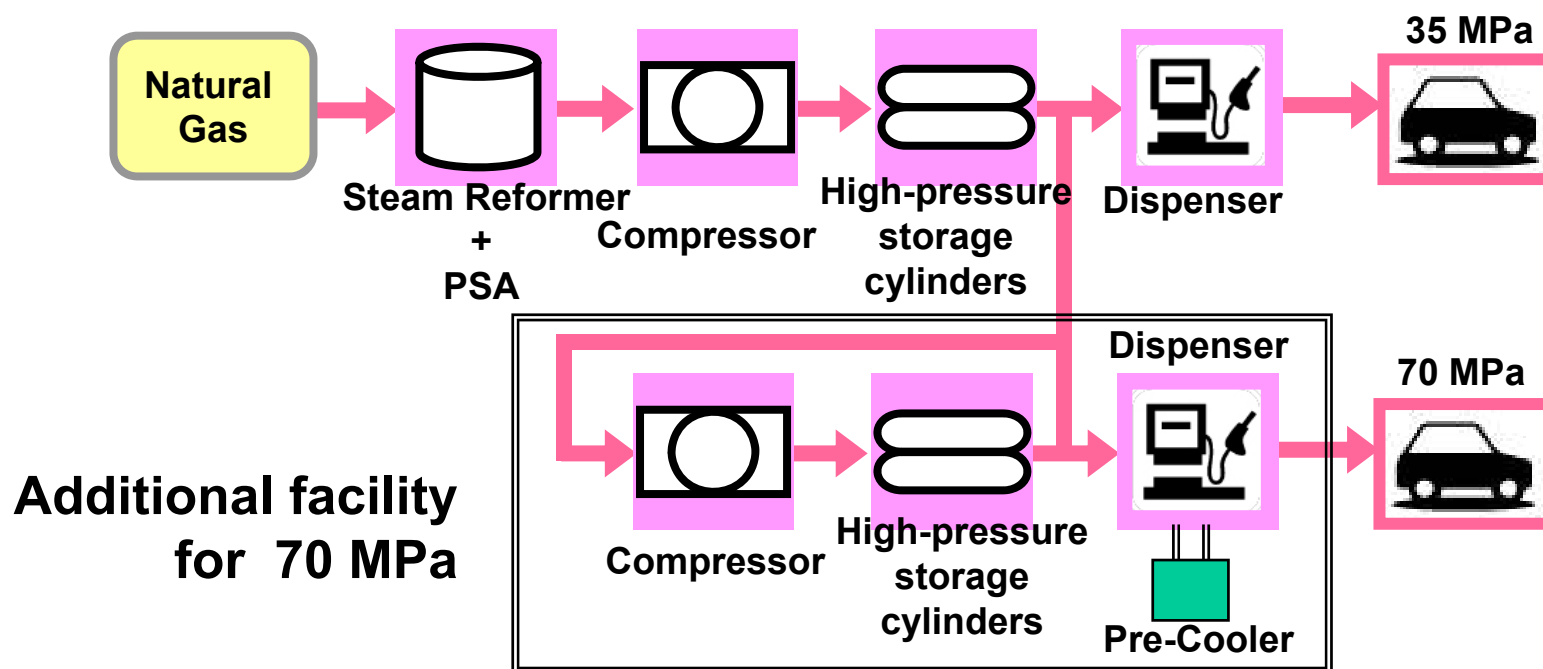 35 MPa
Natural
Gas
Steam Reformer
+
PSA
Compressor
High-pressure
storage
cylinders
Dispenser
Additional facility
for 70 MPa
Compressor
High-pressure
storage
cylinders
Dispenser
Pre-Cooler
70 MPa